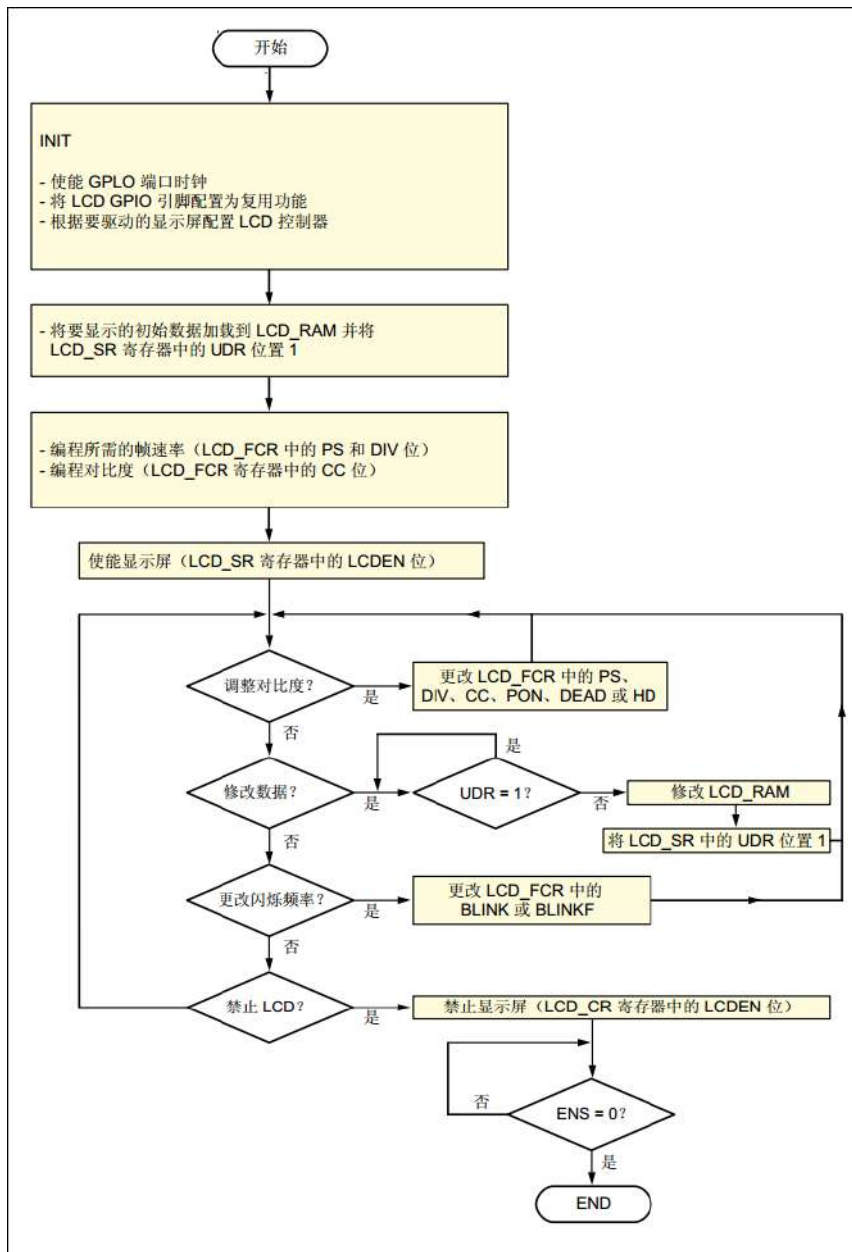 开始
INIT
- 使能 GPLO 端口时钟
- 将 LCD GPIO 引脚配置为复用功能
- 根据要驱动的显示屏配置 LCD 控制器
- 将要显示的初始数据加载到 LCD_RAM 并将
LCD_SR 寄存器中的 UDR 位置 1
- 编程所需的帧速率（LCD_FCR 中的 PS 和 DIV 位）
- 编程对比度（LCD_FCR 寄存器中的 CC 位）
使能显示屏（LCD_SR 寄存器中的 LCDEN 位）
调整对比度？
是
更改 LCD_FCR 中的 PS、
DIV、CC、PON、DEAD 或 HD
否
修改数据？
是
UDR = 1？
是
否
修改 LCD_RAM
将 LCD_SR 中的 UDR 位置 1
否
更改闪烁频率？
是
更改 LCD_FCR 中的
BLINK 或 BLINKF
否
禁止 LCD？
是
禁止显示屏（LCD_CR 寄存器中的 LCDEN 位）
否
ENS = 0？
是
END